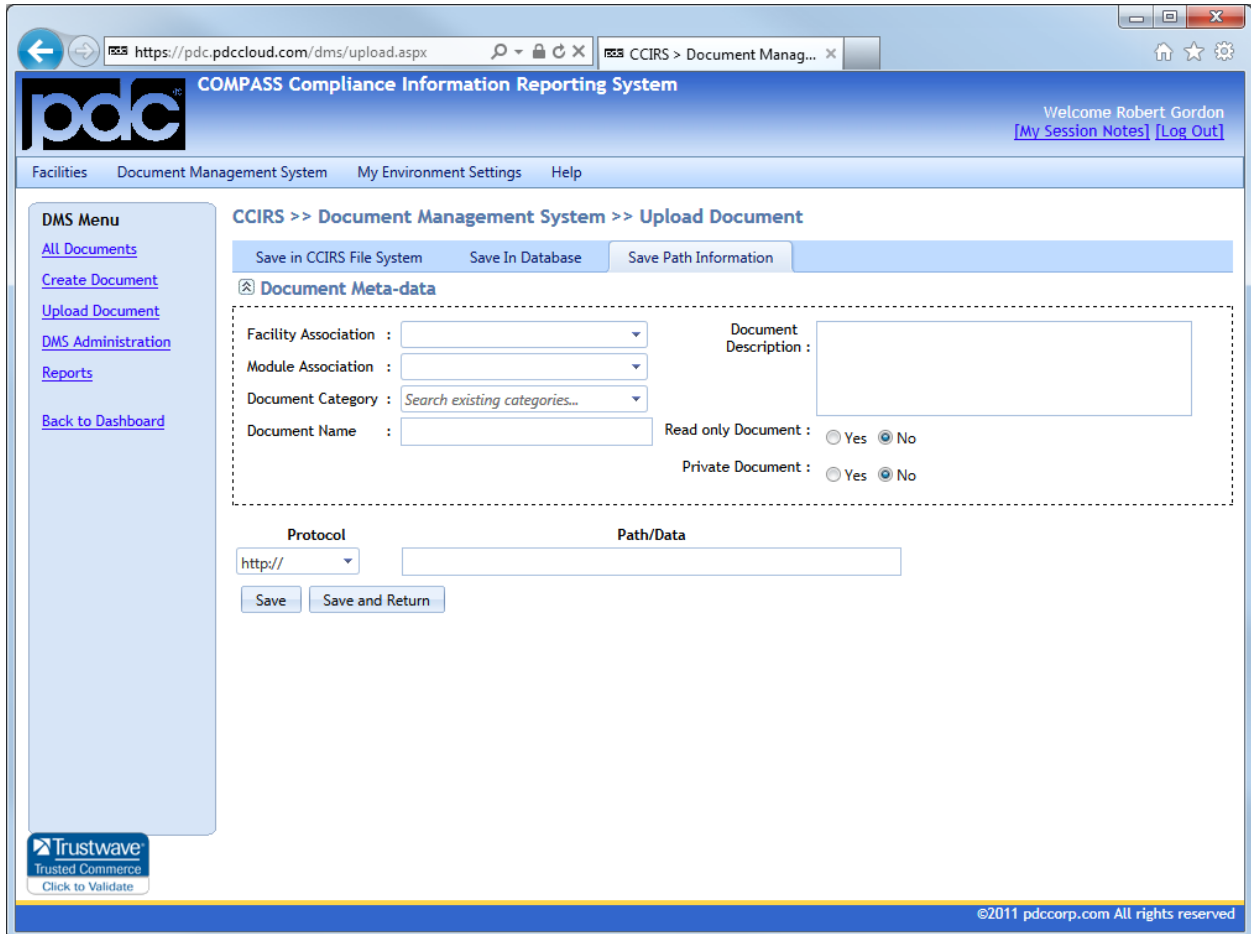 https://pdc.pdccloud.com/dms/upload.aspx
CCIRS > Document Manag...
pdc
COMPASS Compliance Information Reporting System
Welcome Robert Gordon
[My Session Notes] [Log Out]
Facilities Document Management System My Environment Settings Help
DMS Menu
All Documents
Create Document
Upload Document
DMS Administration
Reports
Back to Dashboard
CCIRS >> Document Management System >> Upload Document
Save in CCIRS File System Save In Database Save Path Information
Document Meta-data
Facility Association :
Module Association :
Document Category : Search existing categories...
Document Name :
Document
Description :
Read only Document : Yes No
Private Document : Yes No
Protocol Path/Data
http://
Save Save and Return
Trustwave
Trusted Commerce
Click to Validate
©2011 pdccorp.com All rights reserved